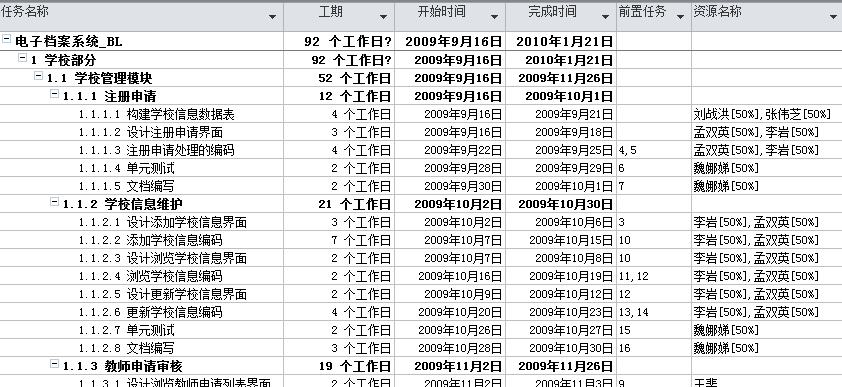 任务名称 工期 开始时间 完成时间 前置任务 资源名称
电子档案系统_BL 92 个工作日? 2009年9月16日 2010年1月21日
1 学校部分 92 个工作日? 2009年9月16日 2010年1月21日
1.1 学校管理模块 52 个工作日 2009年9月16日 2009年11月26日
1.1.1 注册申请 12 个工作日 2009年9月16日 2009年10月1日
1.1.1.1 构建学校信息数据表 4 个工作日 2009年9月16日 2009年9月21日 刘战洪[50%],张伟芝[50%]
1.1.1.2 设计注册申请界面 3 个工作日 2009年9月16日 2009年9月18日 孟双英[50%],李岩[50%]
1.1.1.3 注册申请处理的编码 4 个工作日 2009年9月22日 2009年9月25日 4,5 孟双英[50%],李岩[50%]
1.1.1.4 单元测试 2 个工作日 2009年9月28日 2009年9月29日 6 魏娜娣[50%]
1.1.1.5 文档编写 2 个工作日 2009年9月30日 2009年10月1日 7 魏娜娣[50%]
1.1.2 学校信息维护 21 个工作日 2009年10月2日 2009年10月30日
1.1.2.1 设计添加学校信息界面 3 个工作日 2009年10月2日 2009年10月6日 3 李岩[50%],孟双英[50%]
1.1.2.2 添加学校信息编码 7 个工作日 2009年10月7日 2009年10月15日 10 李岩[50%],孟双英[50%]
1.1.2.3 设计浏览学校信息界面 2 个工作日 2009年10月7日 2009年10月8日 10 李岩[50%],孟双英[50%]
1.1.2.4 浏览学校信息编码 2 个工作日 2009年10月16日 2009年10月19日 11,12 李岩[50%],孟双英[50%]
1.1.2.5 设计更新学校信息界面 2 个工作日 2009年10月9日 2009年10月12日 12 李岩[50%],孟双英[50%]
1.1.2.6 更新学校信息编码 4 个工作日 2009年10月20日 2009年10月23日 13,14 李岩[50%],孟双英[50%]
1.1.2.7 单元测试 2 个工作日 2009年10月26日 2009年10月27日 15 魏娜娣[50%]
1.1.2.8 文档编写 3 个工作日 2009年10月28日 2009年10月30日 16 魏娜娣[50%]
1.1.3 教师申请审核 19 个工作日 2009年11月2日 2009年11月26日
1.1.3.1 设计浏览教师申请列表界面 2 个工作日 2009年11月2日 2009年11月3日 9